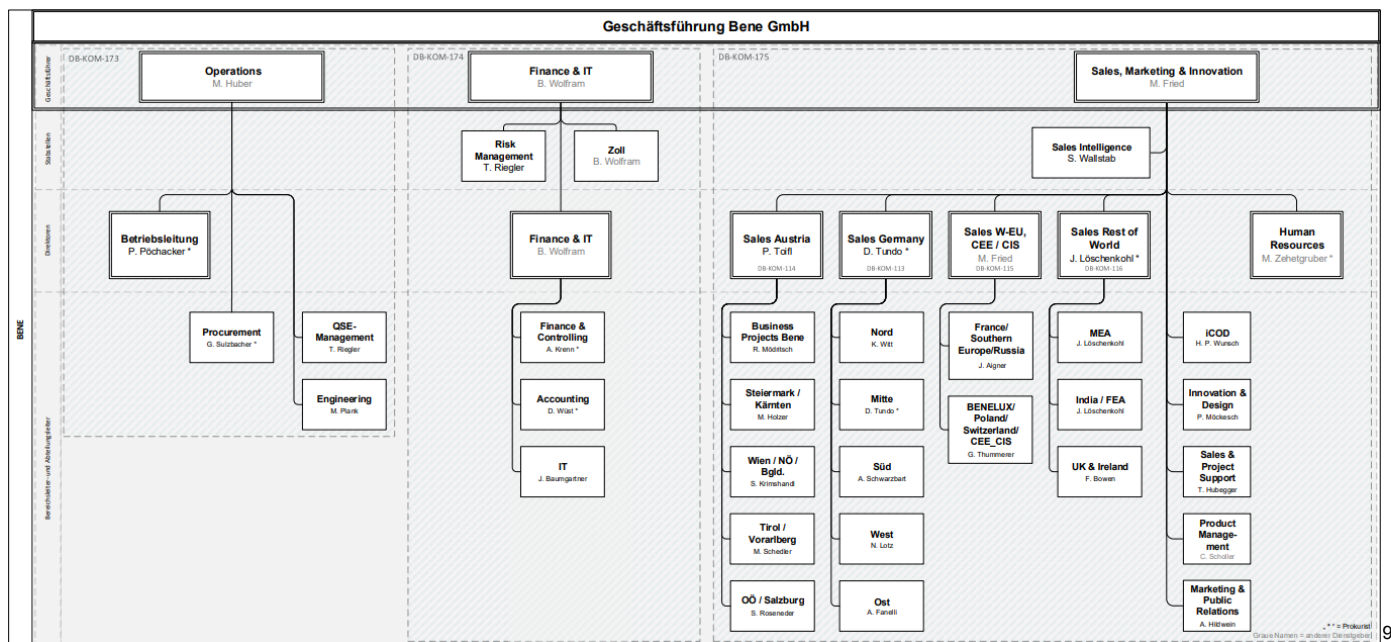 Geschäftsführung Bene GmbH
BENE
Geschäftsführer
DB-KOM-173
Operations
M. Huber
DB-KOM-174
Finance & IT
B. Wolfram
DB-KOM-175
Sales, Marketing & Innovation
M. Fried
Stabstellen
Risk
Management
T. Riegler
Zoll
B. Wolfram
Sales Intelligence
S. Wallstab
Direktoren
Betriebsleitung
P. Pöchacker *
Finance & IT
B. Wolfram
Sales Austria
P. Toifl
DB-KOM-114
Sales Germany
D. Tundo *
DB-KOM-113
Sales W-EU,
CEE / CIS
M. Fried
DB-KOM-115
Sales Rest of
World
J. Löschenkohl *
DB-KOM-116
Human
Resources
M. Zehetgruber *
Bereichsleiter- und Abteilungsleiter
Procurement
G. Sulzbacher *
QSE-
Management
T. Riegler
Engineering
M. Plank
Finance &
Controlling
A. Krenn *
Accounting
D. Wüst *
IT
J. Baumgartner
Business
Projects Bene
R. Möditsch
Steiermark /
Kärnten
M. Holzer
Wien / NÖ /
Bgld.
S. Krimshandl
Tirol /
Vorarlberg
M. Schedler
OÖ / Salzburg
S. Roseneder
Nord
K. Witt
Mitte
D. Tundo *
Süd
A. Schwarzbart
West
N. Lotz
Ost
A. Fanelli
France/
Southern
Europe/Russia
J. Aigner
BENELUX/
Poland/
Switzerland/
CEE_CIS
G. Thummerer
MEA
J. Löschenkohl
India / FEA
J. Löschenkohl
UK & Ireland
F. Bowen
iCOD
H. P. Wunsch
Innovation &
Design
P. Möckesch
Sales &
Project
Support
T. Hubegger
Product
Manage-
ment
C. Scholler
Marketing &
Public
Relations
A. Hildwein
„ * " = Prokurist
Graue Namen = anderer Dienstgeber
9